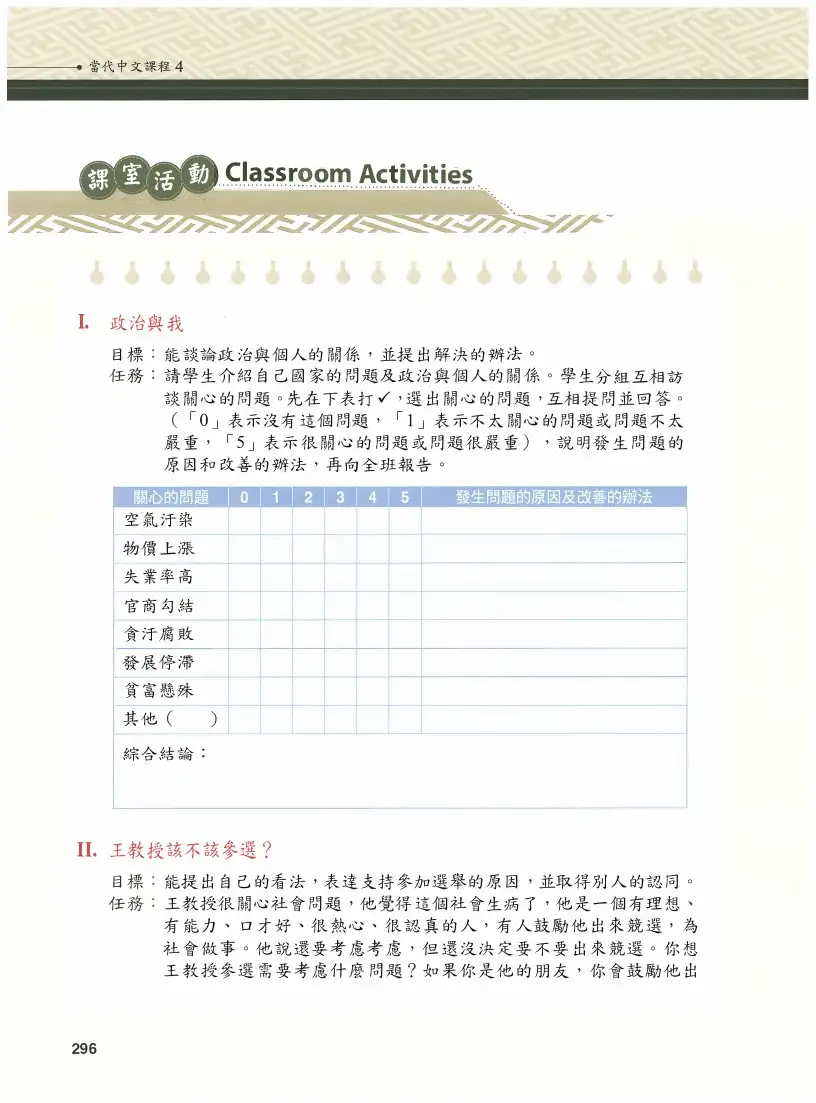 當代中文課程 4
課室活動 Classroom Activities
I. 政治與我
目標：能談論政治與個人的關係，並提出解決的辦法。
任務：請學生介紹自己國家的問題及政治與個人的關係。學生分組互相訪
談關心的問題。先在下表打✓，選出關心的問題，互相提問並回答。
（「0」表示沒有這個問題，「1」表示不太關心的問題或問題不太
嚴重，「5」表示很關心的問題或問題很嚴重），說明發生問題的
原因和改善的辦法，再向全班報告。
關心的問題 0 1 2 3 4 5 發生問題的原因及改善的辦法
空氣汙染
物價上漲
失業率高
官商勾結
貪汙腐敗
發展停滯
貧富懸殊
其他（　　）
綜合結論：
II. 王教授該不該參選？
目標：能提出自己的看法，表達支持參加選舉的原因，並取得別人的認同。
任務：王教授很關心社會問題，他覺得這個社會生病了，他是一個有理想、
有能力、口才好、很熱心、很認真的人，有人鼓勵他出來競選，為
社會做事。他說還要考慮考慮，但還沒決定要不要出來競選。你想
王教授參選需要考慮什麼問題？如果你是他的朋友，你會鼓勵他出
296